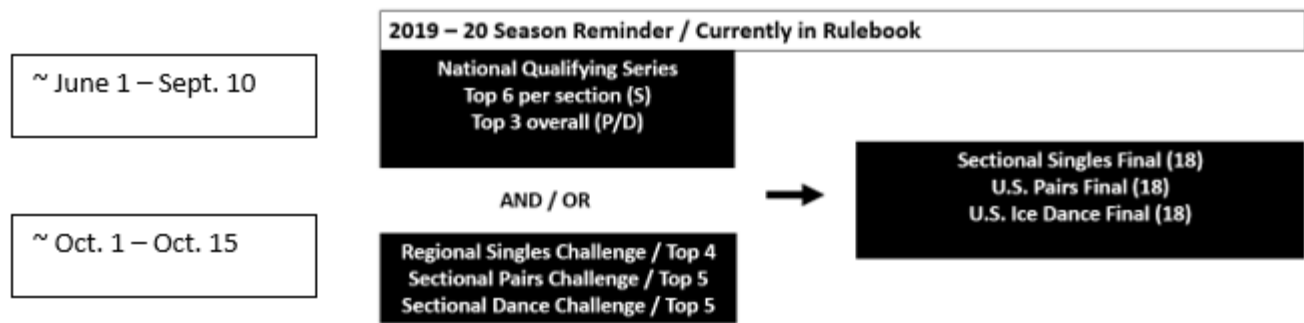 2019 – 20 Season Reminder / Currently in Rulebook
~ June 1 – Sept. 10
National Qualifying Series
Top 6 per section (S)
Top 3 overall (P/D)
AND / OR
~ Oct. 1 – Oct. 15
Regional Singles Challenge / Top 4
Sectional Pairs Challenge / Top 5
Sectional Dance Challenge / Top 5
Sectional Singles Final (18)
U.S. Pairs Final (18)
U.S. Ice Dance Final (18)